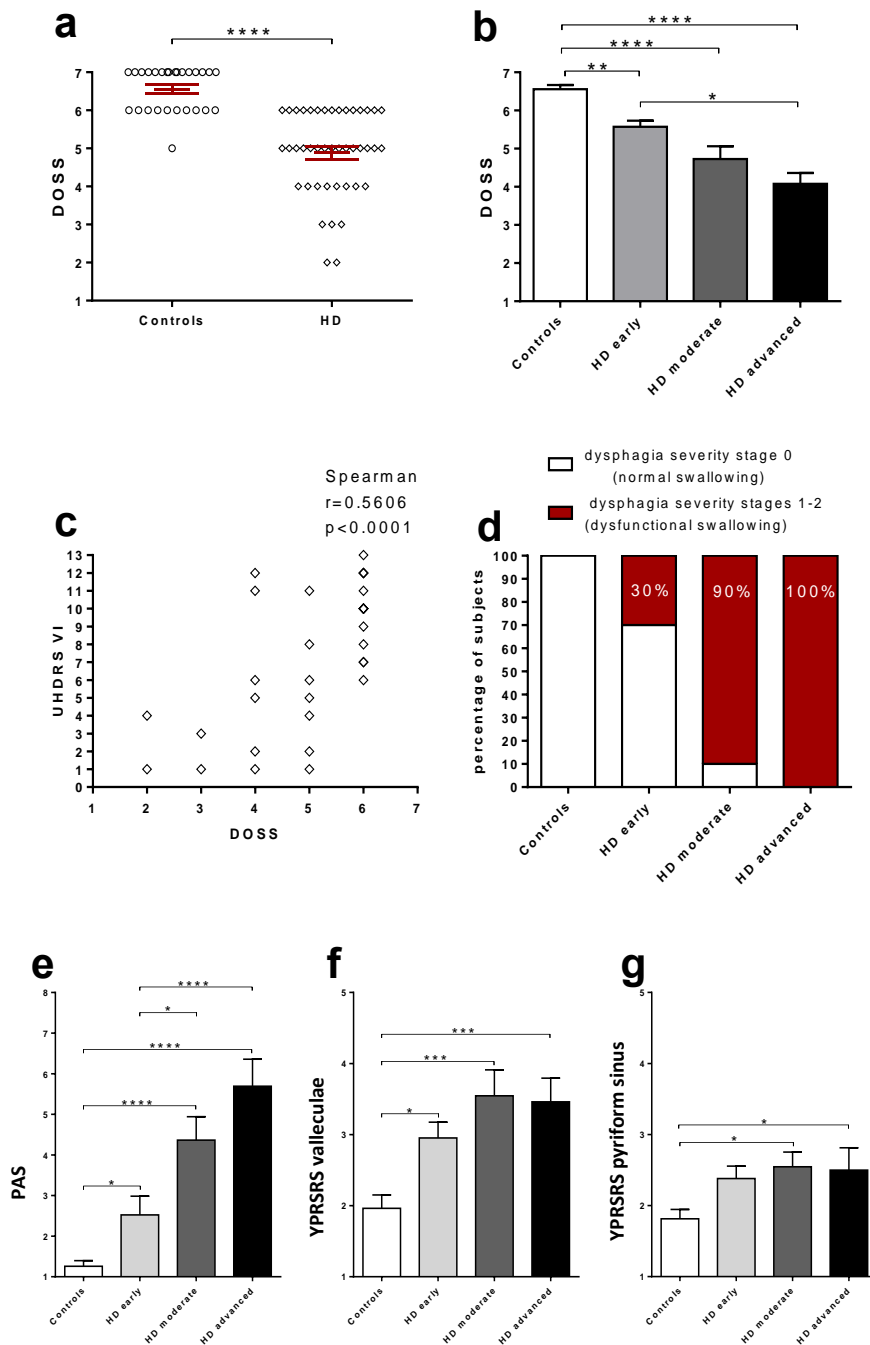 a
****
DOSS
7
6
5
4
3
2
1
Controls
HD
b
****
****
**
*
DOSS
7
6
5
4
3
2
1
Controls
HD early
HD moderate
HD advanced
c
Spearman
r=0.5606
p<0.0001
UHDRS VI
13
12
11
10
9
8
7
6
5
4
3
2
1
0
1 2 3 4 5 6 7
DOSS
dysphagia severity stage 0
(normal swallowing)
dysphagia severity stages 1-2
(dysfunctional swallowing)
d
percentage of subjects
100
90
80
70
60
50
40
30
20
10
0
30%
90%
100%
Controls
HD early
HD moderate
HD advanced
e
****
*
****
****
*
PAS
8
7
6
5
4
3
2
1
Controls
HD early
HD moderate
HD advanced
f
***
***
*
YPRSRS valleculae
5
4
3
2
1
Controls
HD early
HD moderate
HD advanced
g
*
*
YPRSRS pyriform sinus
5
4
3
2
1
Controls
HD early
HD moderate
HD advanced